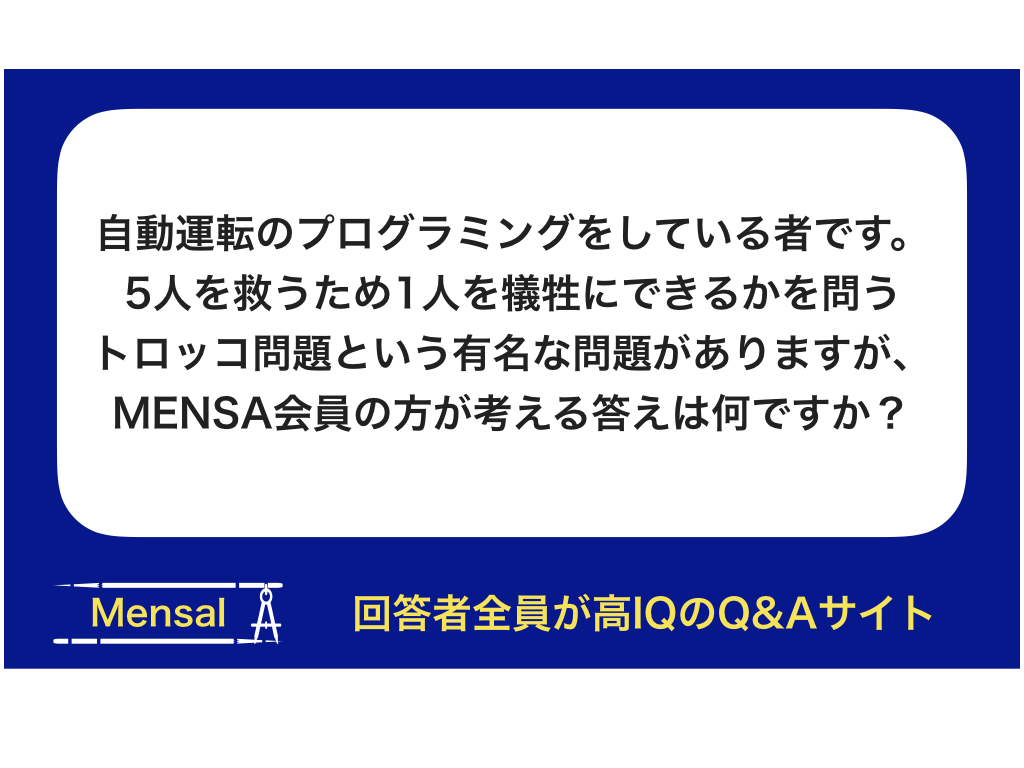 自動運転のプログラミングをしている者です。
5人を救うため1人を犠牲にできるかを問う
トロッコ問題という有名な問題がありますが、
MENSA会員の方が考える答えは何ですか？
Mensal
回答者全員が高IQのQ&Aサイト